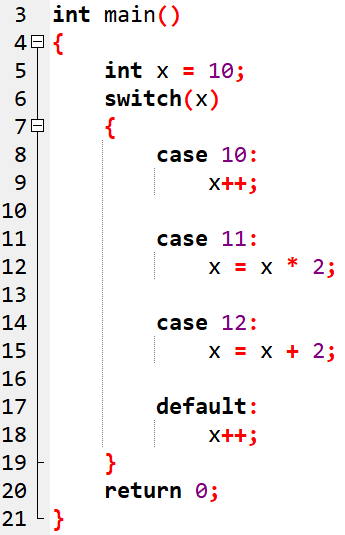 3 int main()
4 {
5 int x = 10;
6 switch(x)
7 {
8 case 10:
9 x++;
10
11 case 11:
12 x = x * 2;
13
14 case 12:
15 x = x + 2;
16
17 default:
18 x++;
19 }
20 return 0;
21 }